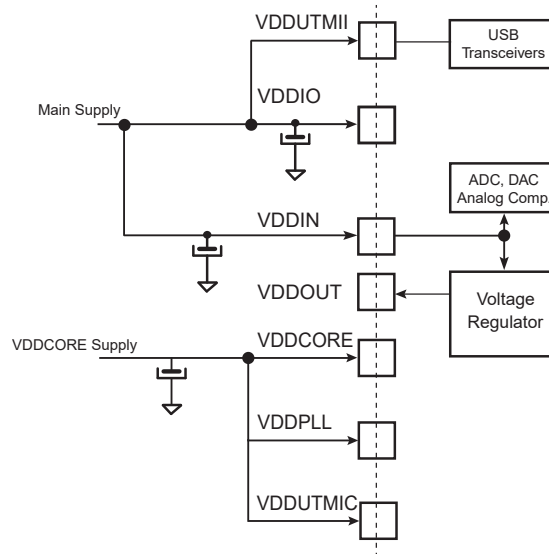 VDDUTMII
USB
Transceivers
VDDIO
Main Supply
ADC, DAC
Analog Comp.
VDDIN
VDDOUT
Voltage
Regulator
VDDCORE Supply
VDDCORE
VDDPLL
VDDUTMIC